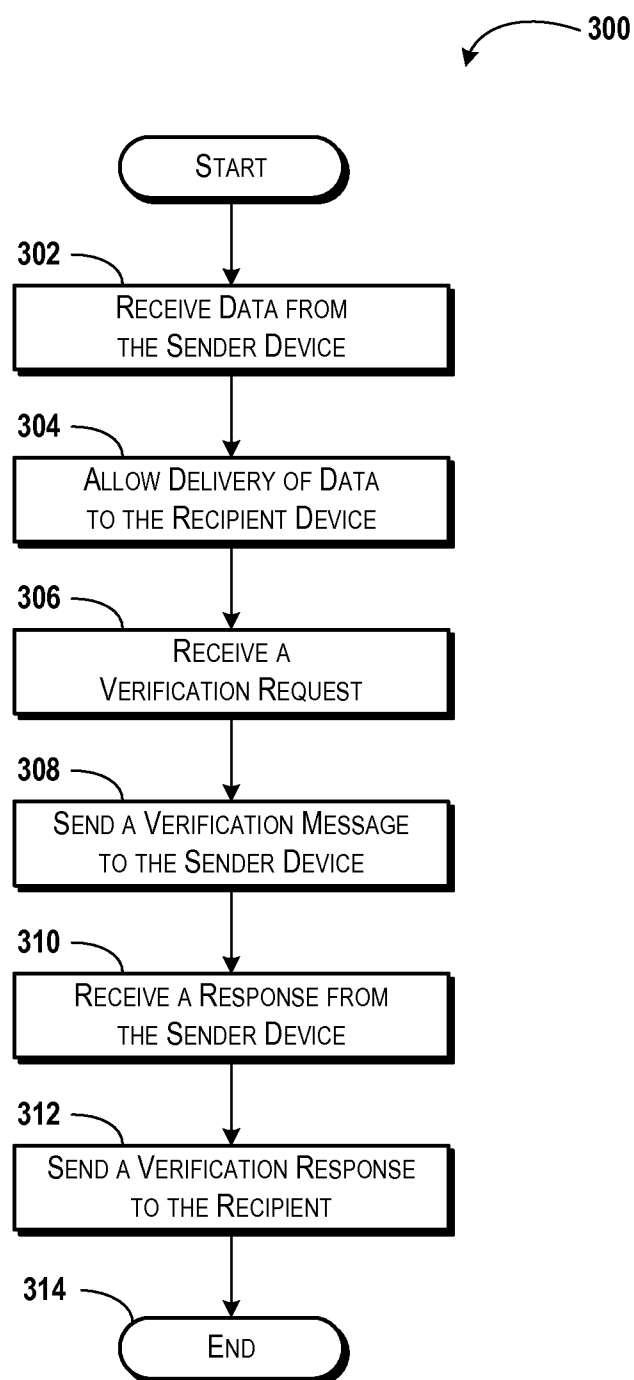 300
START
302
RECEIVE DATA FROM
THE SENDER DEVICE
304
ALLOW DELIVERY OF DATA
TO THE RECIPIENT DEVICE
306
RECEIVE A
VERIFICATION REQUEST
308
SEND A VERIFICATION MESSAGE
TO THE SENDER DEVICE
310
RECEIVE A RESPONSE FROM
THE SENDER DEVICE
312
SEND A VERIFICATION RESPONSE
TO THE RECIPIENT
314
END